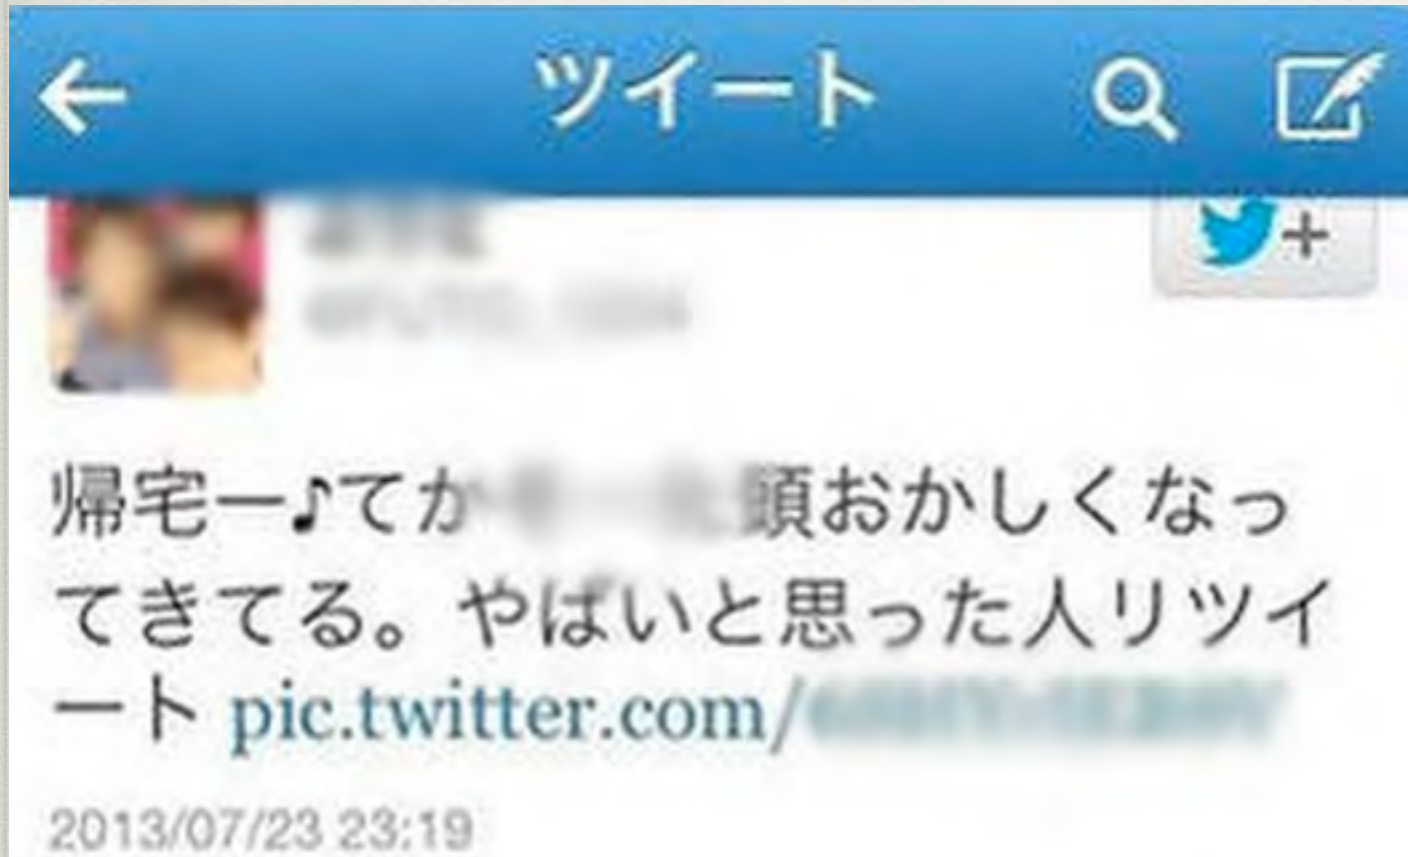 ツイート
+
帰宅ー♪てか頭おかしくなっ
てきてる。やばいと思った人リツイ
ート pic.twitter.com/
2013/07/23 23:19